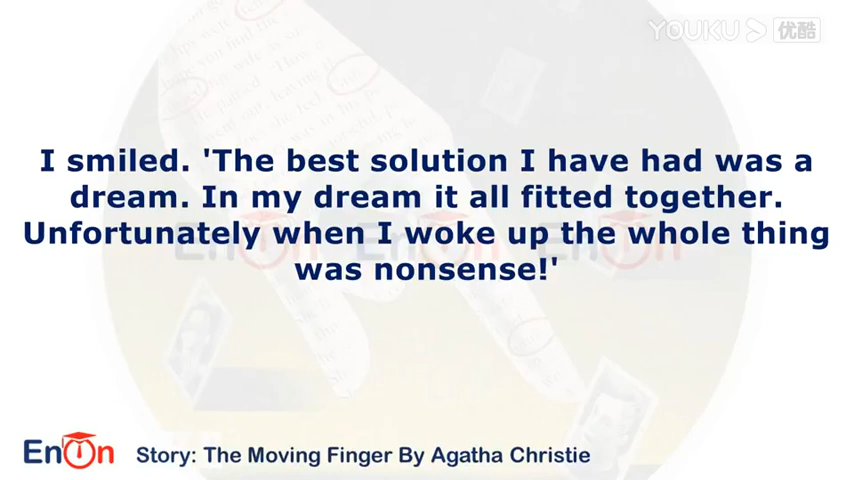 YOUKU 优酷
I smiled. 'The best solution I have had was a
dream. In my dream it all fitted together.
Unfortunately when I woke up the whole thing
was nonsense!'
EnOn Story: The Moving Finger By Agatha Christie